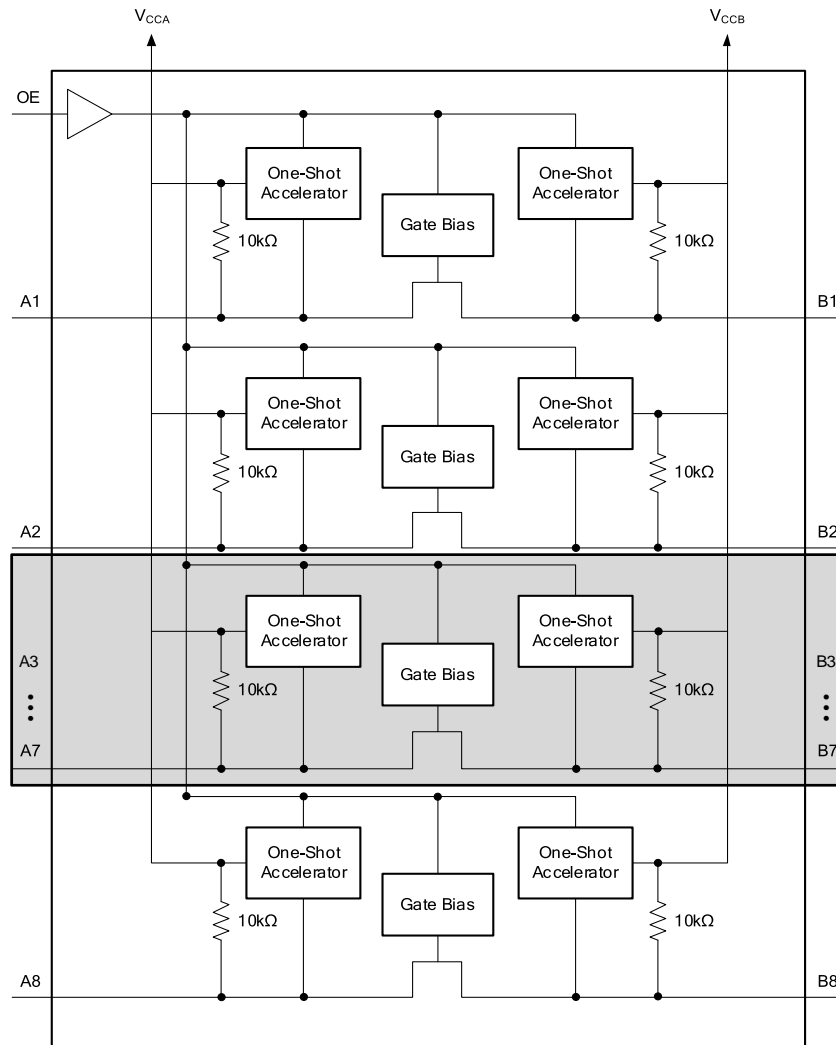 VCCA
VCCB
OE
One-Shot
Accelerator
One-Shot
Accelerator
10kΩ
Gate Bias
10kΩ
A1
B1
One-Shot
Accelerator
One-Shot
Accelerator
10kΩ
Gate Bias
10kΩ
A2
B2
One-Shot
Accelerator
One-Shot
Accelerator
A3
B3
10kΩ
Gate Bias
10kΩ
A7
B7
One-Shot
Accelerator
One-Shot
Accelerator
10kΩ
Gate Bias
10kΩ
A8
B8